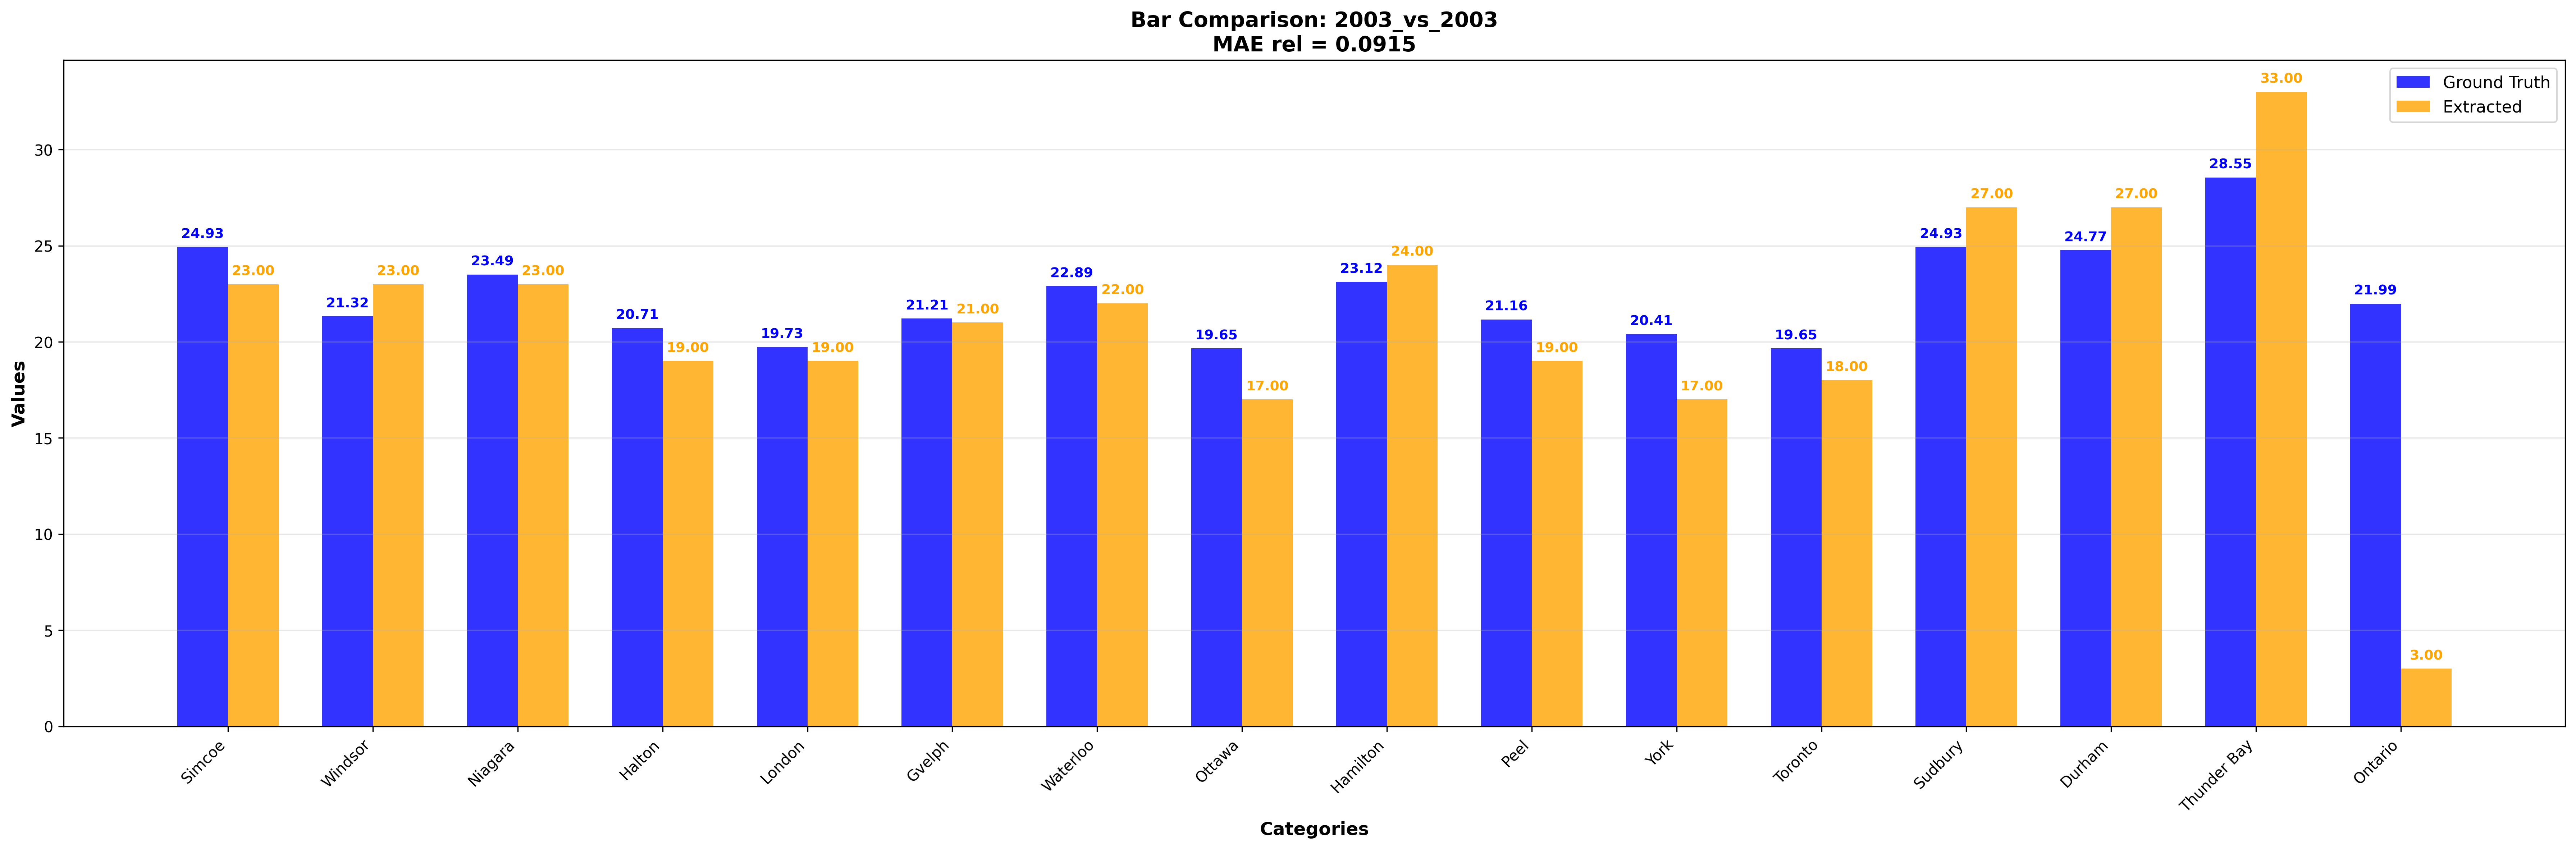 Bar Comparison: 2003_vs_2003
MAE rel = 0.0915
Ground Truth
Extracted
Values
30
25
20
15
10
5
0
24.93
23.00
21.32
23.00
23.49
23.00
20.71
19.00
19.73
19.00
21.21
21.00
22.89
22.00
19.65
17.00
23.12
24.00
21.16
19.00
20.41
17.00
19.65
18.00
24.93
27.00
24.77
27.00
28.55
33.00
21.99
3.00
Simcoe
Windsor
Niagara
Halton
London
Gvelph
Waterloo
Ottawa
Hamilton
Peel
York
Toronto
Sudbury
Durham
Thunder Bay
Ontario
Categories